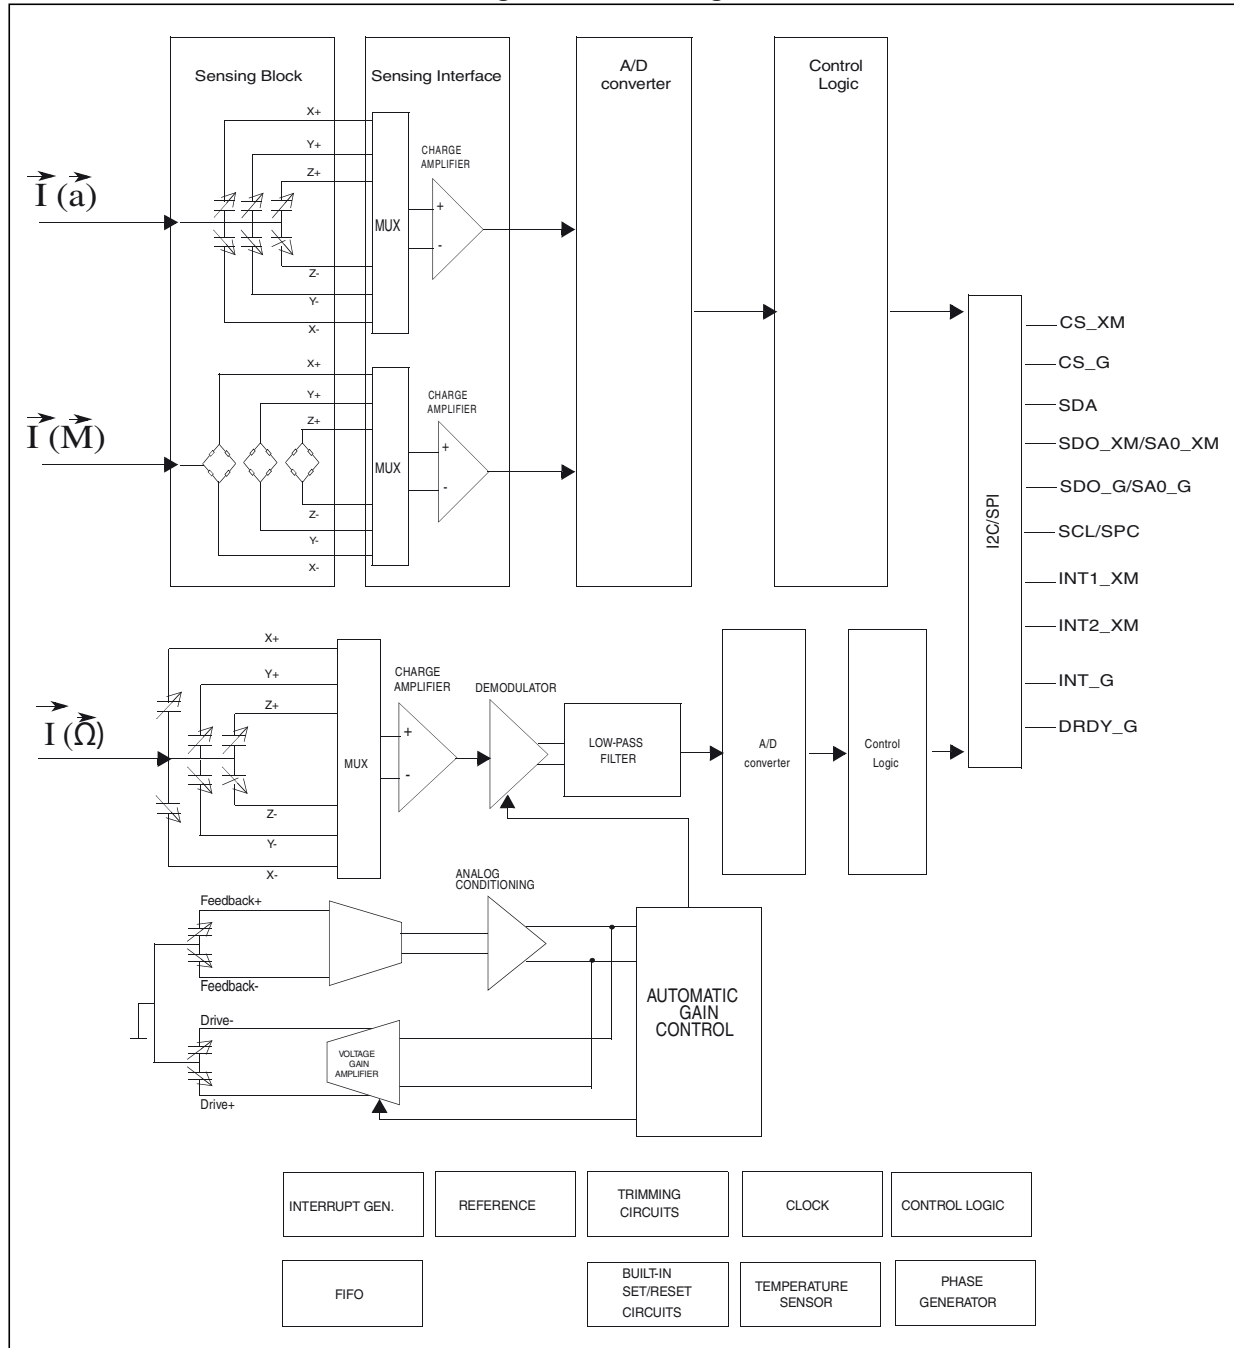 Sensing Block
Sensing Interface
A/D
converter
Control
Logic
X+
Y+
Z+
I(a)
CHARGE
AMPLIFIER
+
-
MUX
Z-
Y-
X-
X+
Y+
Z+
I(M)
CHARGE
AMPLIFIER
+
-
MUX
Z-
Y-
X-
I2C/SPI
CS_XM
CS_G
SDA
SDO_XM/SA0_XM
SDO_G/SA0_G
SCL/SPC
INT1_XM
INT2_XM
INT_G
DRDY_G
X+
Y+
Z+
I(Ω)
MUX
CHARGE
AMPLIFIER
+
-
DEMODULATOR
LOW-PASS
FILTER
A/D
converter
Control
Logic
Z-
Y-
X-
ANALOG
CONDITIONING
Feedback+
Feedback-
Drive-
VOLTAGE
GAIN
AMPLIFIER
Drive+
AUTOMATIC
GAIN
CONTROL
INTERRUPT GEN.
REFERENCE
TRIMMING
CIRCUITS
CLOCK
CONTROL LOGIC
FIFO
BUILT-IN
SET/RESET
CIRCUITS
TEMPERATURE
SENSOR
PHASE
GENERATOR